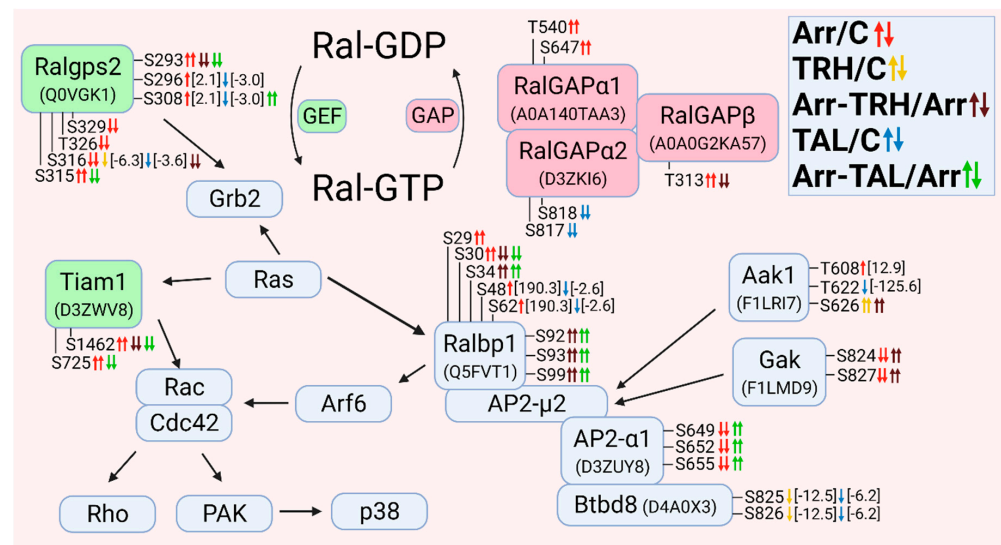 Ralgps2
(Q0VGK1)
S293⇈⇊⇊
S296↑[2.1]↓[-3.0]
S308↑[2.1]↓[-3.0]⇈
S329⇊
T326⇊
S316⇊↓[-6.3]↓[-3.6]⇊
S315⇈⇊
Ral-GDP
GEF
GAP
Ral-GTP
T540⇈
S647⇈
RalGAPα1
(A0A140TAA3)
RalGAPβ
(A0A0G2KA57)
T313⇈⇊
RalGAPα2
(D3ZKI6)
S818⇊
S817⇊
Arr/C⇅
TRH/C⇅
Arr-TRH/Arr⇅
TAL/C⇅
Arr-TAL/Arr⇅
Grb2
Ras
Tiam1
(D3ZWV8)
S1462⇈⇊⇊
S725⇈⇊
S29⇈
S30⇈⇊⇊
S34⇈⇈
S48↑[190.3]↓[-2.6]
S62↑[190.3]↓[-2.6]
Ralbp1
(Q5FVT1)
S92⇈⇈
S93⇈⇈
S99⇈⇈
Aak1
(F1LRI7)
T608↑[12.9]
T622↓[-125.6]
S626⇈⇈
Gak
(F1LMD9)
S824⇊⇈
S827⇊⇈
Rac
Cdc42
Arf6
AP2-μ2
AP2-α1
(D3ZUY8)
S649⇊⇈
S652⇊⇈
S655⇊⇈
Btbd8 (D4A0X3)
S825↓[-12.5]↓[-6.2]
S826↓[-12.5]↓[-6.2]
Rho
PAK
p38